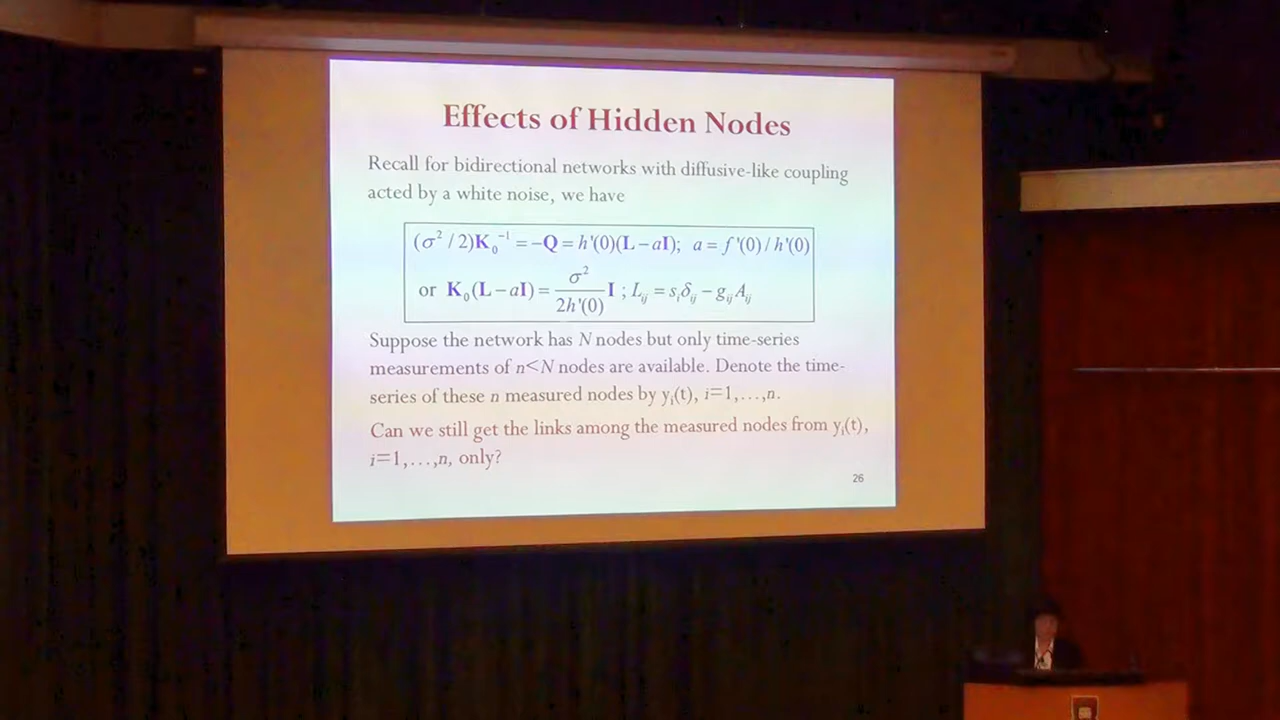 Effects of Hidden Nodes
Recall for bidirectional networks with diffusive-like coupling
acted by a white noise, we have
(σ² / 2)K₀⁻¹ = −Q = h'(0)(L − aI);  a = f'(0) / h'(0)
or K₀(L − aI) = σ² / 2h'(0) I ; Lᵢⱼ = sᵢδᵢⱼ − gᵢⱼAᵢⱼ
Suppose the network has N nodes but only time-series
measurements of n<N nodes are available. Denote the time-
series of these n measured nodes by yᵢ(t), i=1,…,n.
Can we still get the links among the measured nodes from yᵢ(t),
i=1,…,n, only?
26